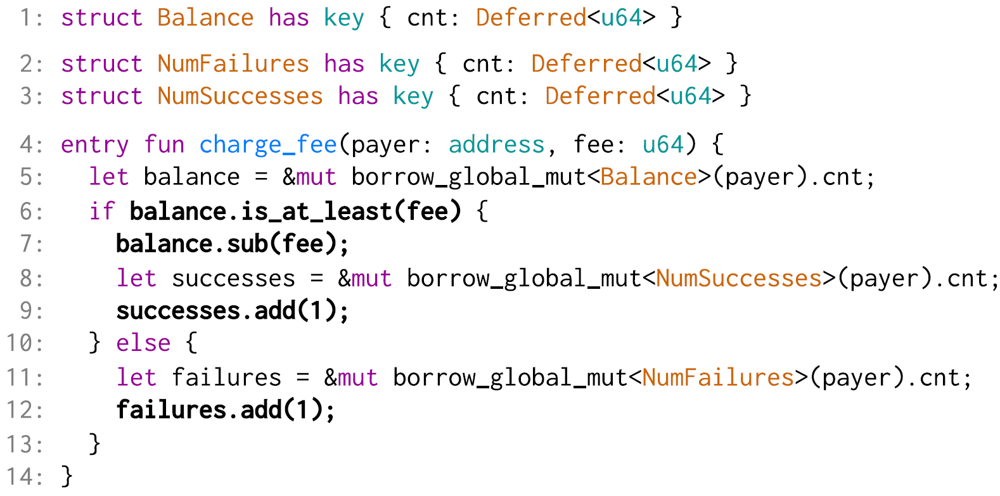 1: struct Balance has key { cnt: Deferred<u64> }
2: struct NumFailures has key { cnt: Deferred<u64> }
3: struct NumSuccesses has key { cnt: Deferred<u64> }
4: entry fun charge_fee(payer: address, fee: u64) {
5:   let balance = &mut borrow_global_mut<Balance>(payer).cnt;
6:   if balance.is_at_least(fee) {
7:     balance.sub(fee);
8:     let successes = &mut borrow_global_mut<NumSuccesses>(payer).cnt;
9:     successes.add(1);
10:   } else {
11:     let failures = &mut borrow_global_mut<NumFailures>(payer).cnt;
12:     failures.add(1);
13:   }
14: }